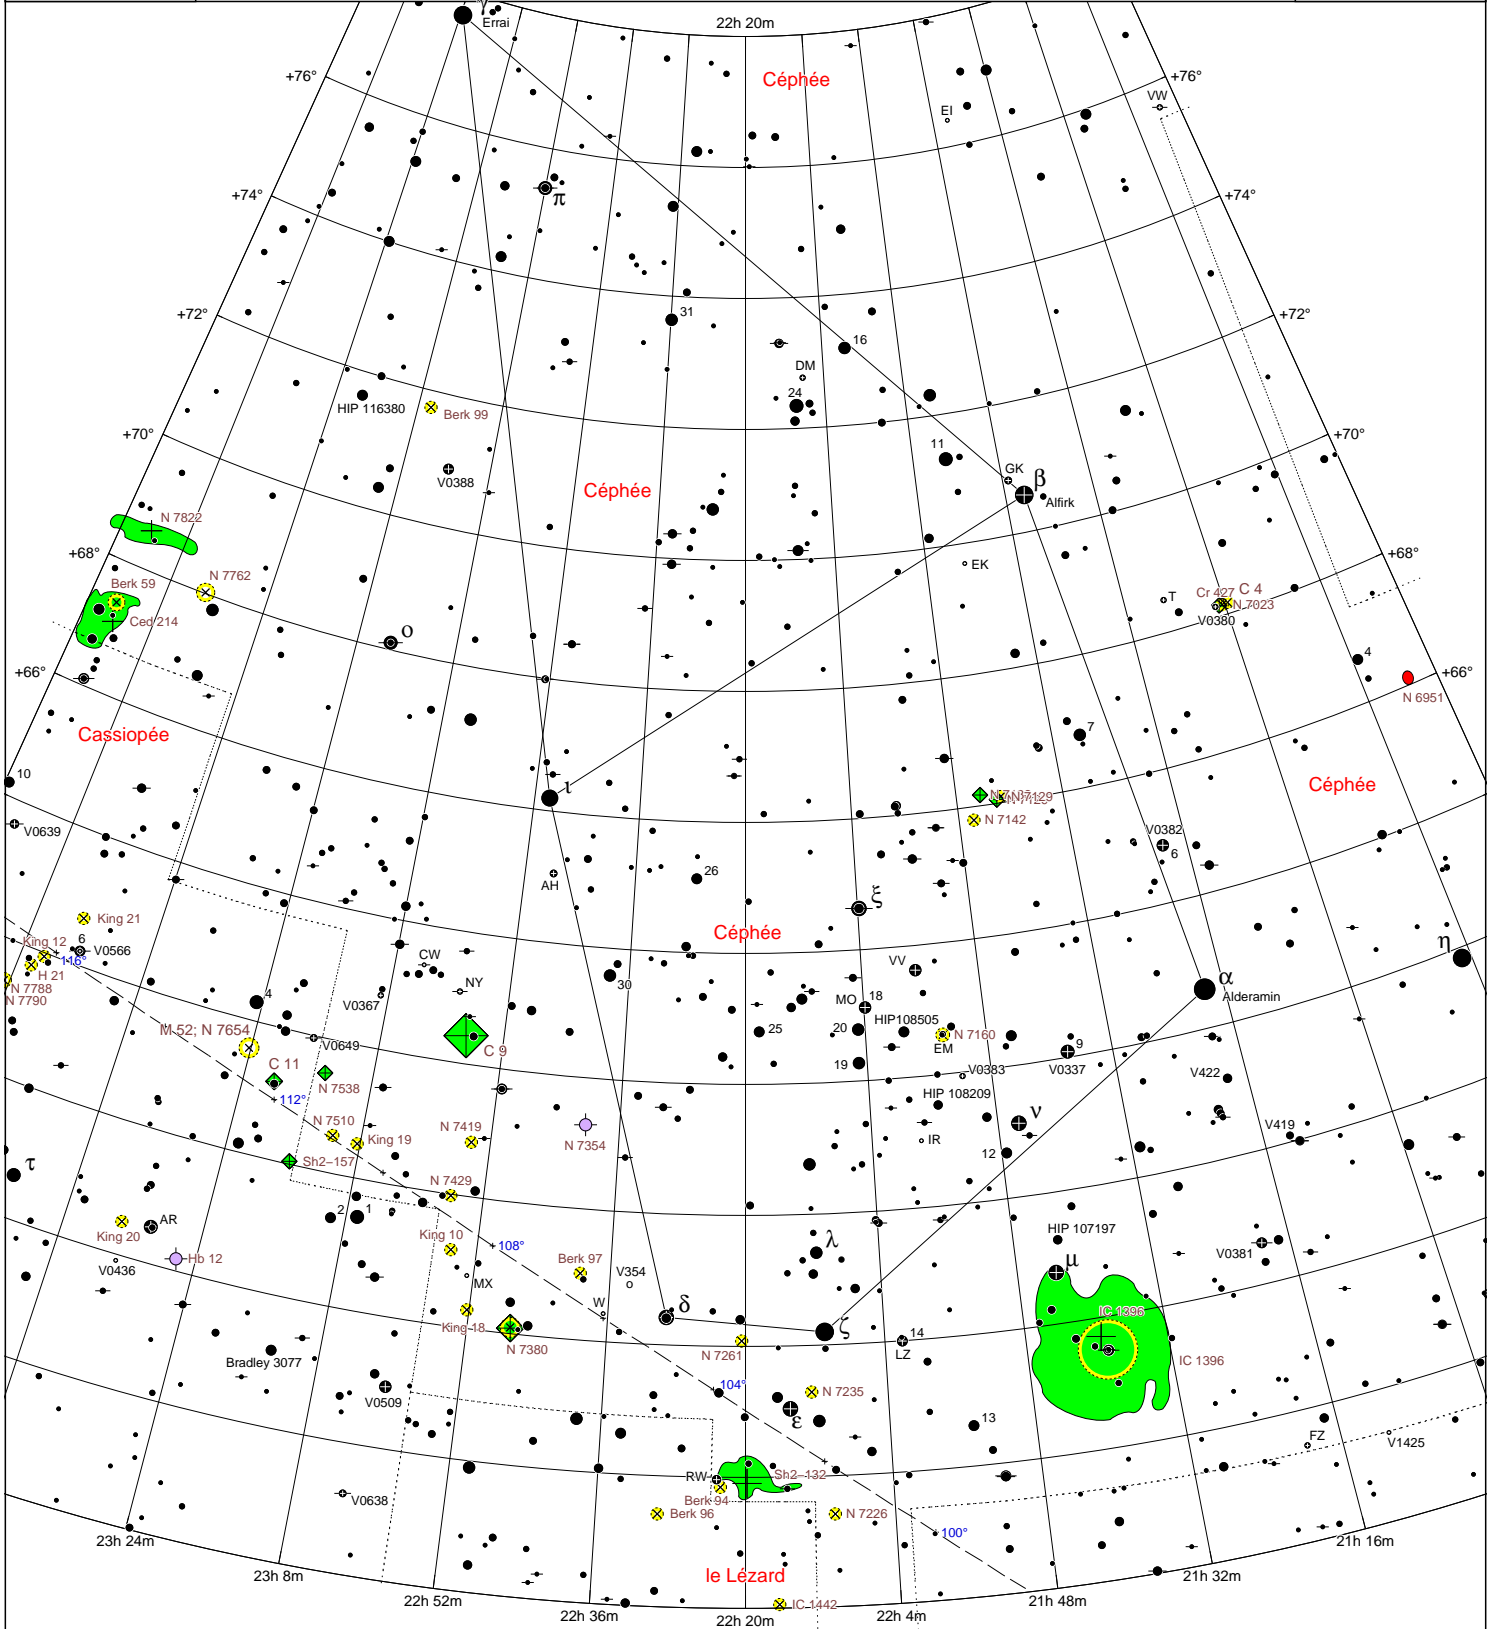 γ
Errai
22h 20m
+76°
Céphée
+76°
VW
EI
+74°
π
+74°
+72°
31
16
+72°
DM
24
HIP 116380
Berk 99
+70°
11
+70°
V0388
Céphée
GK
β
Alfirk
N 7822
+68°
EK
+68°
Berk 59
N 7762
Cr 427
C 4
T
N 7023
V0380
Ced 214
ο
4
+66°
+66°
N 6951
Cassiopée
7
10
ι
Céphée
N 7129
V0639
N 7142
V0382
6
AH
26
King 21
ξ
Céphée
King 12
6
V0566
η
116°
H 21
CW
VV
N 7788
N 7790
NY
30
α
Alderamin
4
V0367
MO
18
HIP108505
M 52; N 7654
V0649
C 9
25
20
N 7160
EM
9
C 11
19
V0337
N 7538
V0383
V422
112°
HIP 108209
N 7510
King 19
N 7419
N 7354
ν
V419
IR
τ
Sh2-157
12
N 7429
2
1
King 20
AR
HIP 107197
King 10
108°
λ
Hb 12
Berk 97
V0381
V0436
MX
V354
μ
W
δ
IC 1396
King 18
ζ
14
N 7380
N 7261
LZ
IC 1396
Bradley 3077
104°
N 7235
V0509
ε
13
FZ
V1425
RW
Sh2-132
V0638
Berk 94
Berk 96
N 7226
100°
23h 24m
21h 16m
23h 8m
le Lézard
21h 32m
22h 52m
22h 36m
IC 1442
22h 4m
21h 48m
22h 20m